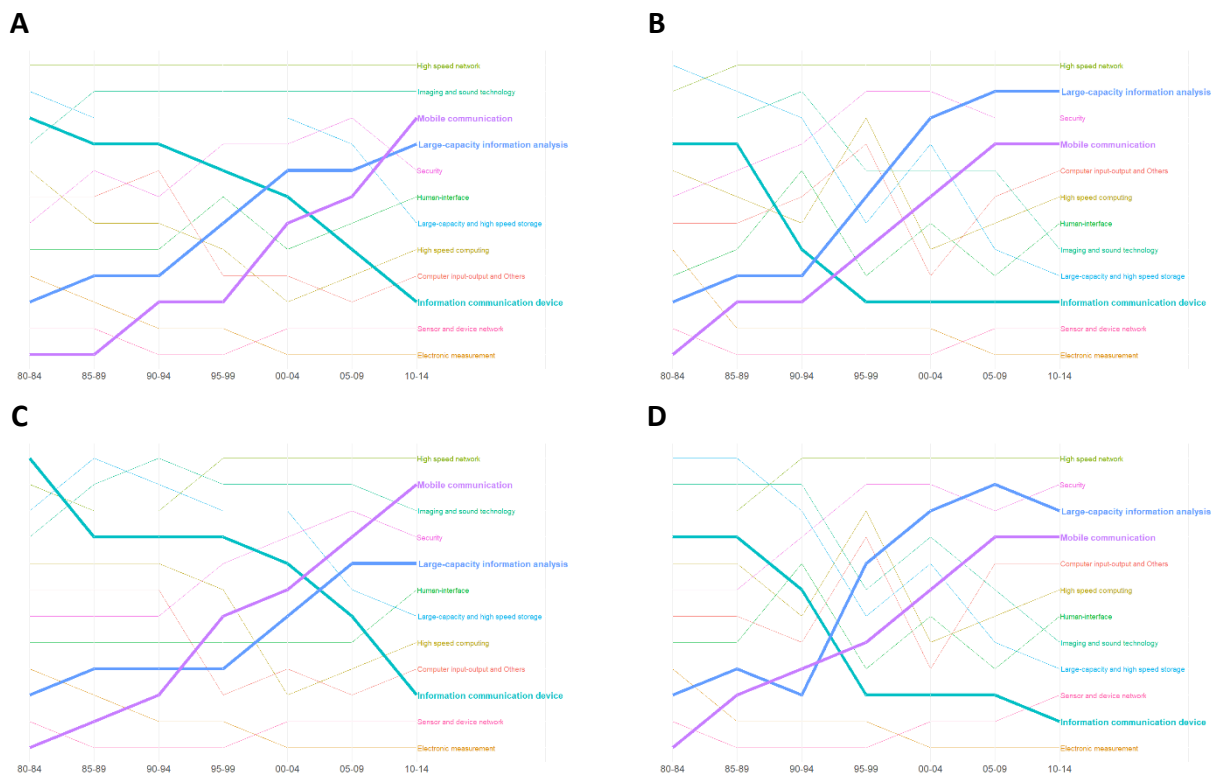 A
High speed network
Imaging and sound technology
Mobile communication
Large-capacity information analysis
Security
Human-interface
Large-capacity and high speed storage
High speed computing
Computer input-output and Others
Information communication device
Sensor and device network
Electronic measurement
80-84 85-89 90-94 95-99 00-04 05-09 10-14
B
High speed network
Large-capacity information analysis
Security
Mobile communication
Computer input-output and Others
High speed computing
Human-interface
Imaging and sound technology
Large-capacity and high speed storage
Information communication device
Sensor and device network
Electronic measurement
80-84 85-89 90-94 95-99 00-04 05-09 10-14
C
High speed network
Mobile communication
Imaging and sound technology
Security
Large-capacity information analysis
Human-interface
Large-capacity and high speed storage
High speed computing
Computer input-output and Others
Information communication device
Sensor and device network
Electronic measurement
80-84 85-89 90-94 95-99 00-04 05-09 10-14
D
High speed network
Security
Large-capacity information analysis
Mobile communication
Computer input-output and Others
High speed computing
Human-interface
Imaging and sound technology
Large-capacity and high speed storage
Sensor and device network
Information communication device
Electronic measurement
80-84 85-89 90-94 95-99 00-04 05-09 10-14